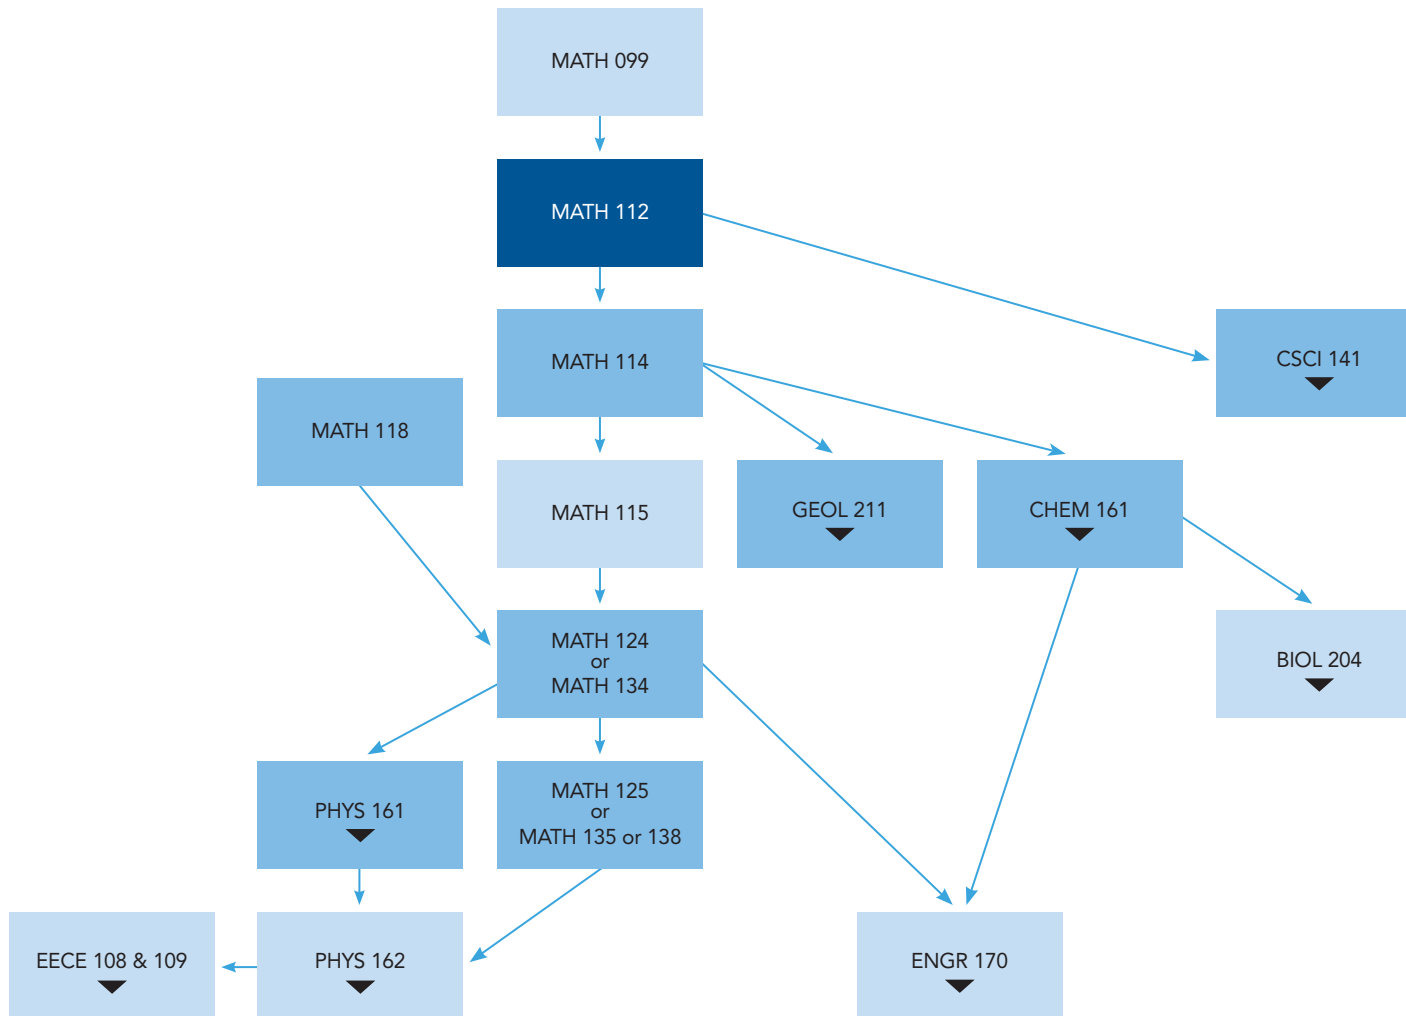 MATH 099
MATH 112
MATH 114
CSCI 141
MATH 118
MATH 115
GEOL 211
CHEM 161
MATH 124
or
MATH 134
BIOL 204
PHYS 161
MATH 125
or
MATH 135 or 138
EECE 108 & 109
PHYS 162
ENGR 170